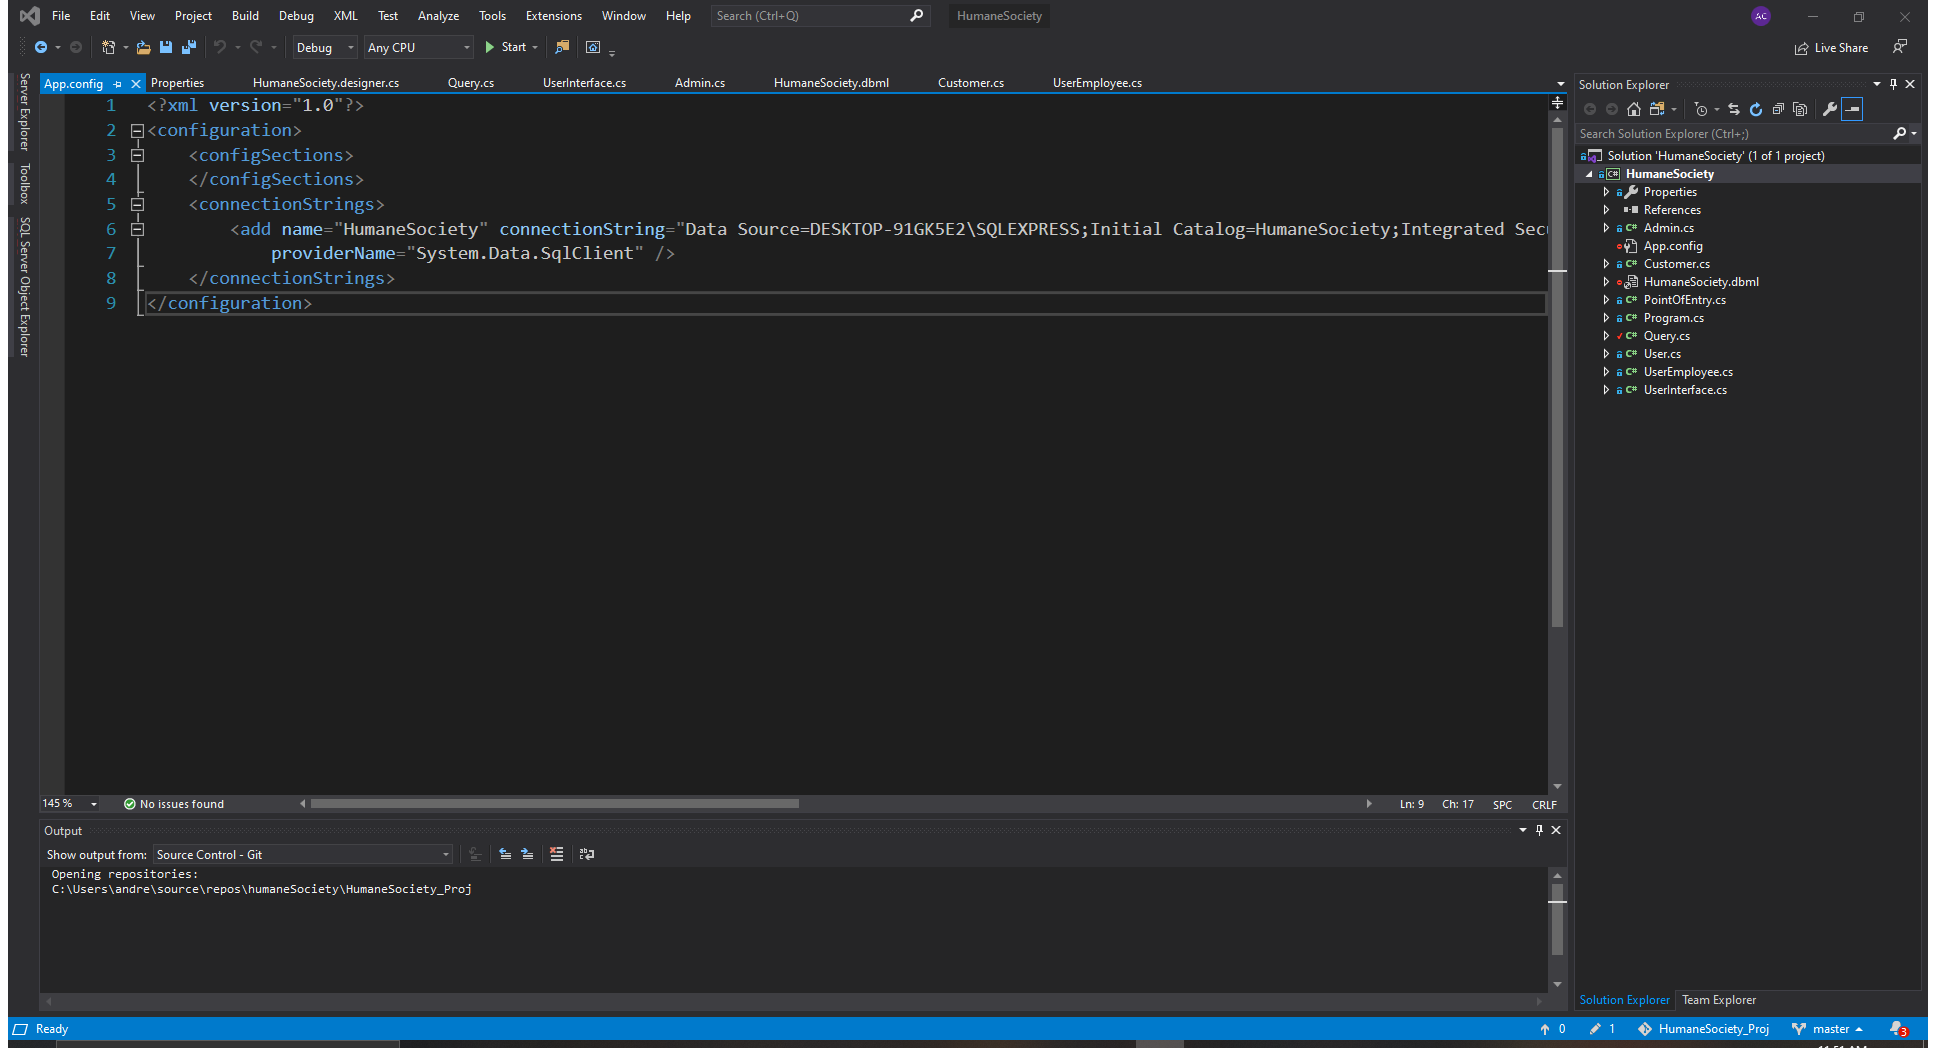 File Edit View Project Build Debug XML Test Analyze Tools Extensions Window Help Search (Ctrl+Q) HumaneSociety AC
Debug Any CPU Start Live Share
Server Explorer
Toolbox
SQL Server Object Explorer
App.config Properties HumaneSociety.designer.cs Query.cs UserInterface.cs Admin.cs HumaneSociety.dbml Customer.cs UserEmployee.cs
1 <?xml version="1.0"?>
2 <configuration>
3 <configSections>
4 </configSections>
5 <connectionStrings>
6 <add name="HumaneSociety" connectionString="Data Source=DESKTOP-91GK5E2\SQLEXPRESS;Initial Catalog=HumaneSociety;Integrated Secu
7 providerName="System.Data.SqlClient" />
8 </connectionStrings>
9 </configuration>
145 % No issues found Ln: 9 Ch: 17 SPC CRLF
Output
Show output from: Source Control - Git
Opening repositories:
C:\Users\andre\source\repos\humaneSociety\HumaneSociety_Proj
Solution Explorer
Search Solution Explorer (Ctrl+;)
Solution 'HumaneSociety' (1 of 1 project)
C# HumaneSociety
Properties
References
C# Admin.cs
App.config
C# Customer.cs
HumaneSociety.dbml
C# PointOfEntry.cs
C# Program.cs
C# Query.cs
C# User.cs
C# UserEmployee.cs
C# UserInterface.cs
Solution Explorer Team Explorer
Ready 0 1 HumaneSociety_Proj master 3